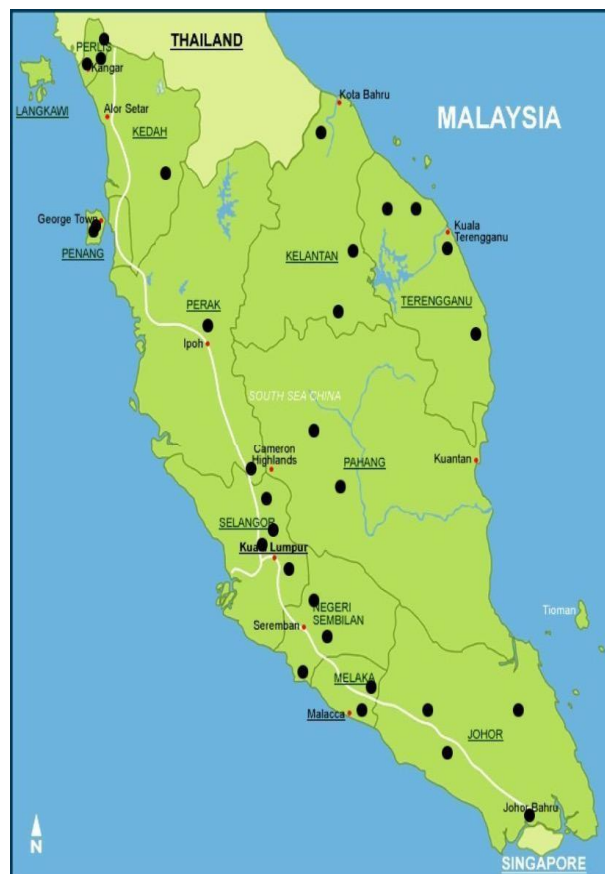 THAILAND
PERLIS
Kangar
LANGKAWI
Alor Setar
KEDAH
Kota Bahru
MALAYSIA
George Town
PENANG
Kuala
Terengganu
KELANTAN
TERENGGANU
PERAK
Ipoh
SOUTH SEA CHINA
Cameron
Highlands
PAHANG
Kuantan
SELANGOR
Kuala Lumpur
NEGERI
SEMBILAN
Seremban
Tioman
MELAKA
Malacca
JOHOR
Johor Bahru
N
SINGAPORE